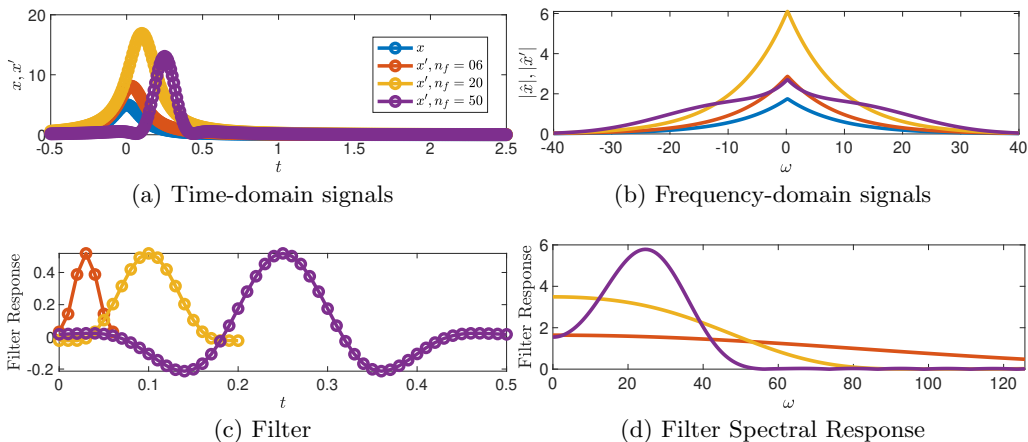 x, x′
20
10
0
-0.5 0 0.5 1 1.5 2 2.5
t
x
x′, n_f = 06
x′, n_f = 20
x′, n_f = 50
(a) Time-domain signals
|x̂|, |x̂′|
6
4
2
0
-40 -30 -20 -10 0 10 20 30 40
ω
(b) Frequency-domain signals
Filter Response
0.4
0.2
0
-0.2
0 0.1 0.2 0.3 0.4 0.5
t
(c) Filter
Filter Response
6
4
2
0
0 20 40 60 80 100 120
ω
(d) Filter Spectral Response